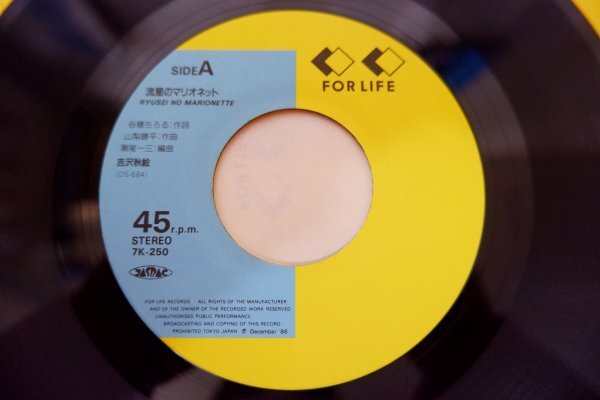 SIDE A
流星のマリオネット
RYUSEI NO MARIONETTE
谷穂ちろる:作詞
山梨鐐平:作曲
瀬尾一三:編曲
吉沢秋絵
(OS-684)
45 r.p.m.
STEREO
7K-250
JASRAC
FOR LIFE
FOR LIFE RECORDS ALL RIGHTS OF THE MANUFACTURER
AND OF THE OWNER OF THE RECORDED WORK RESERVED
UNAUTHORISED PUBLIC PERFORMANCE
BROADCASTING AND COPYING OF THIS RECORD
PROHIBITED TOKYO JAPAN Ⓟ December '86